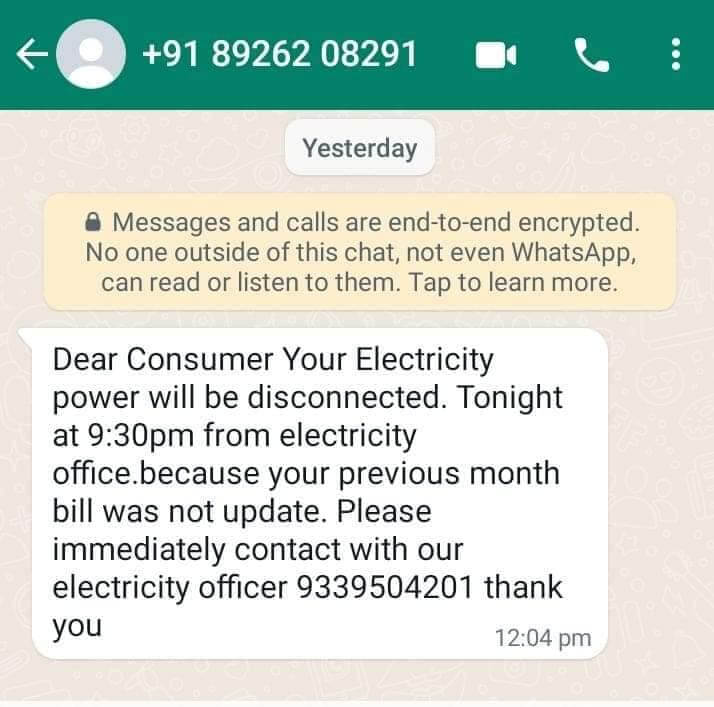 +91 89262 08291
Yesterday
Messages and calls are end-to-end encrypted.
No one outside of this chat, not even WhatsApp,
can read or listen to them. Tap to learn more.
Dear Consumer Your Electricity
power will be disconnected. Tonight
at 9:30pm from electricity
office.because your previous month
bill was not update. Please
immediately contact with our
electricity officer 9339504201 thank
you
12:04 pm